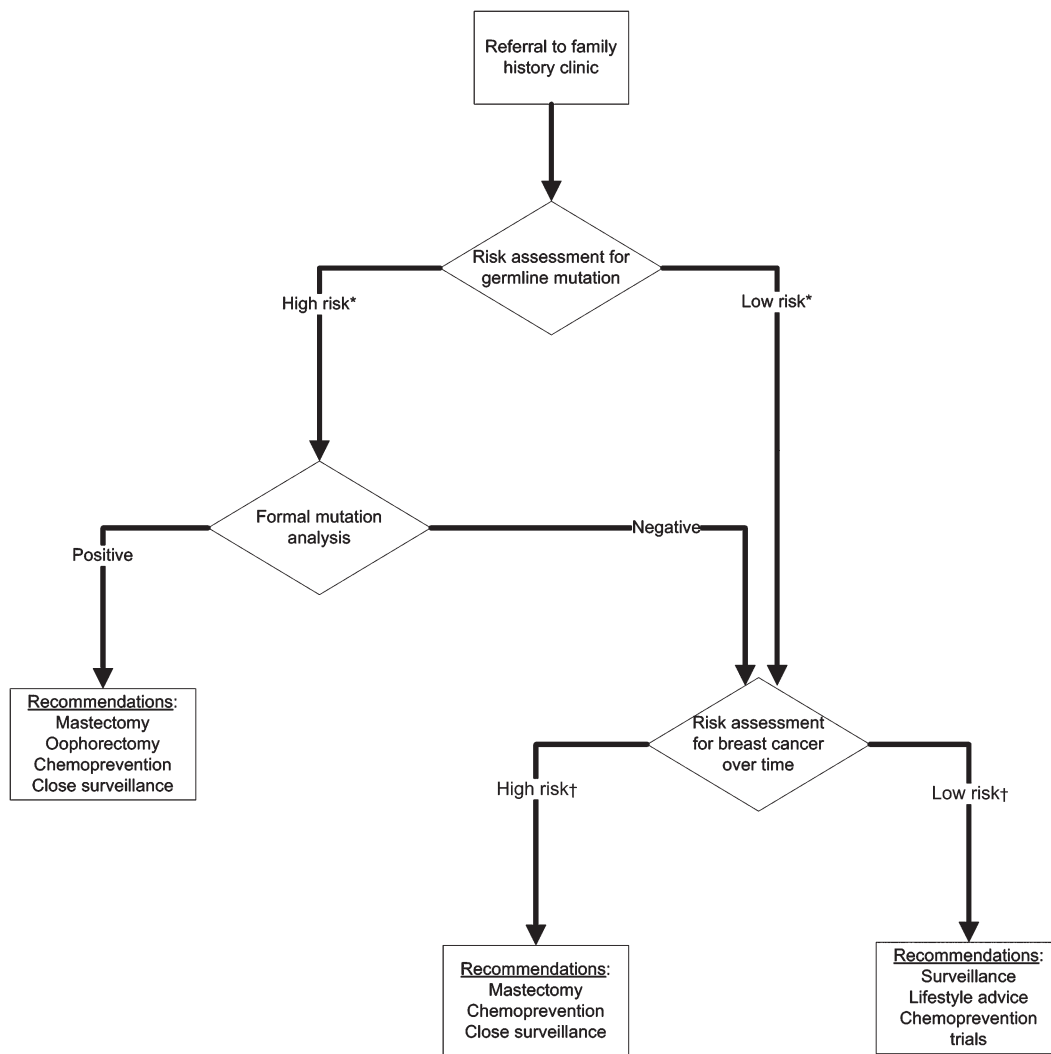 Referral to family
history clinic
Risk assessment for
germline mutation
High risk*
Low risk*
Formal mutation
analysis
Positive
Negative
Recommendations:
Mastectomy
Oophorectomy
Chemoprevention
Close surveillance
Risk assessment
for breast cancer
over time
High risk†
Low risk†
Recommendations:
Mastectomy
Chemoprevention
Close surveillance
Recommendations:
Surveillance
Lifestyle advice
Chemoprevention
trials